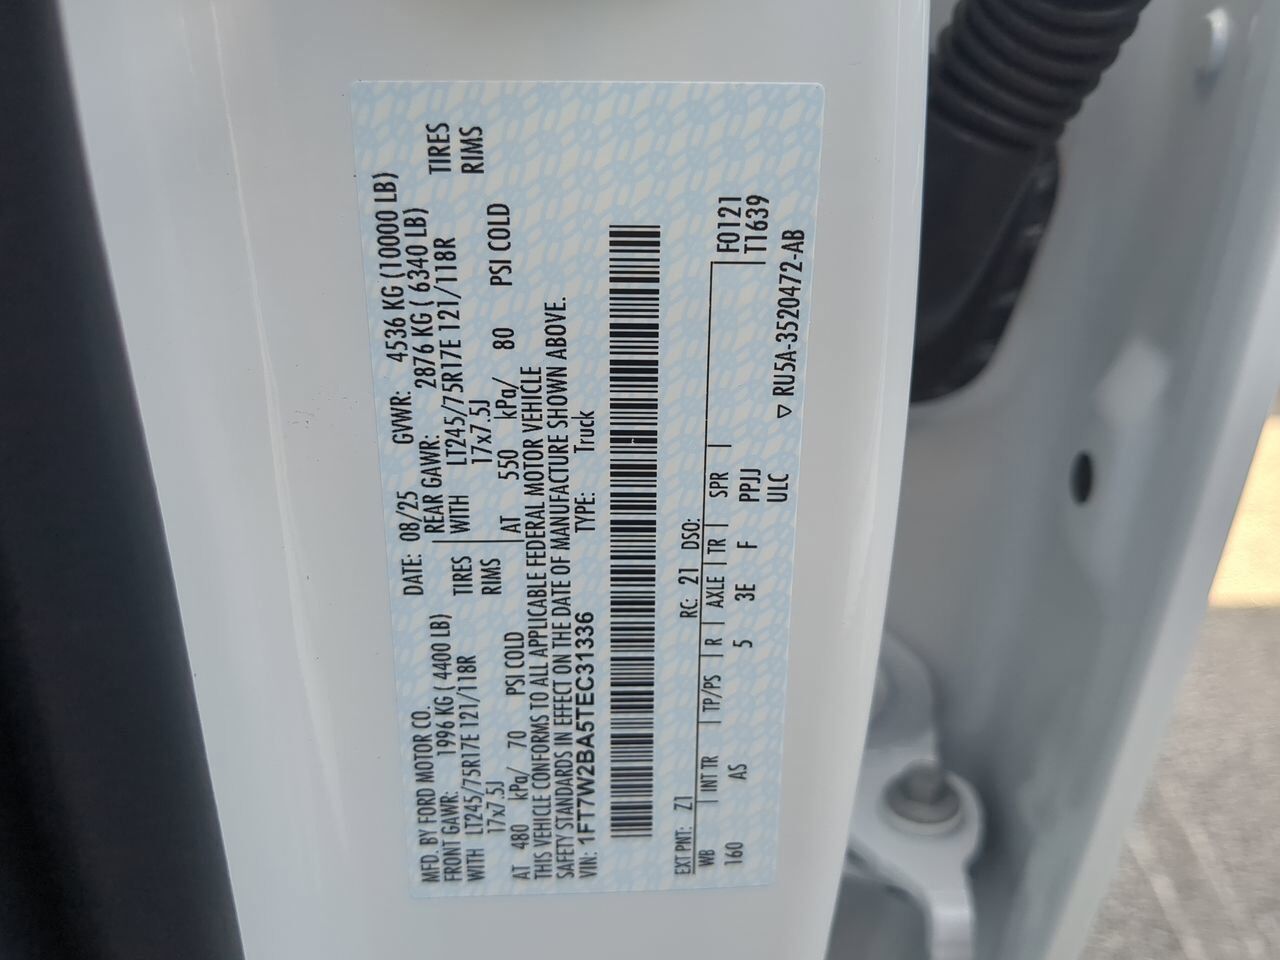 MFD. BY FORD MOTOR CO.
DATE: 08/25 GVWR: 4536 KG (10000 LB)
FRONT GAWR: 1996 KG ( 4400 LB) REAR GAWR: 2876 KG ( 6340 LB)
WITH LT245/75R17E 121/118R TIRES WITH LT245/75R17E 121/118R TIRES
17x7.5J RIMS 17x7.5J RIMS
AT 480 kPa/ 70 PSI COLD AT 550 kPa/ 80 PSI COLD
THIS VEHICLE CONFORMS TO ALL APPLICABLE FEDERAL MOTOR VEHICLE
SAFETY STANDARDS IN EFFECT ON THE DATE OF MANUFACTURE SHOWN ABOVE.
VIN: 1FT7W2BA5TEC31336 TYPE: Truck
EXT PNT: Z1 RC: 21 DSO:
WB INT TR TP/PS R AXLE TR SPR F0121
160 AS 5 3E F PPJJ T1639
ULC
▽ RU5A-3520472-AB